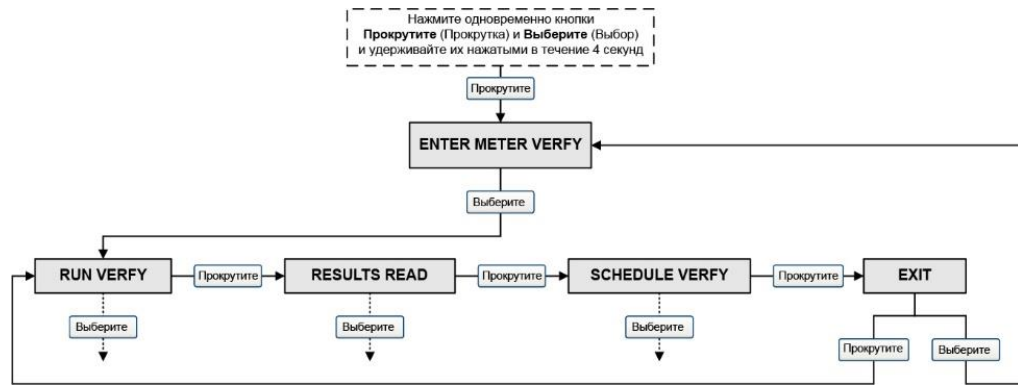 Нажмите одновременно кнопки
Прокрутите (Прокрутка) и Выберите (Выбор)
и удерживайте их нажатыми в течение 4 секунд
Прокрутите
ENTER METER VERFY
Выберите
RUN VERFY
Прокрутите
RESULTS READ
Прокрутите
SCHEDULE VERFY
Прокрутите
EXIT
Выберите
Выберите
Выберите
Прокрутите
Выберите